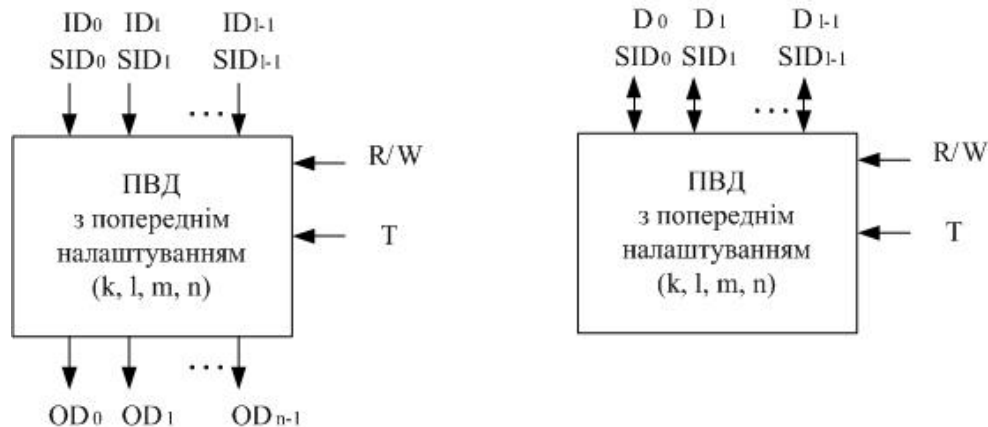 ID0 ID1 IDl-1
SID0 SID1 SIDl-1
...
R/W
ПВД
з попереднім
налаштуванням
(k, l, m, n)
T
...
OD0 OD1 ODn-1
D0 D1 Dl-1
SID0 SID1 SIDl-1
...
R/W
ПВД
з попереднім
налаштуванням
(k, l, m, n)
T